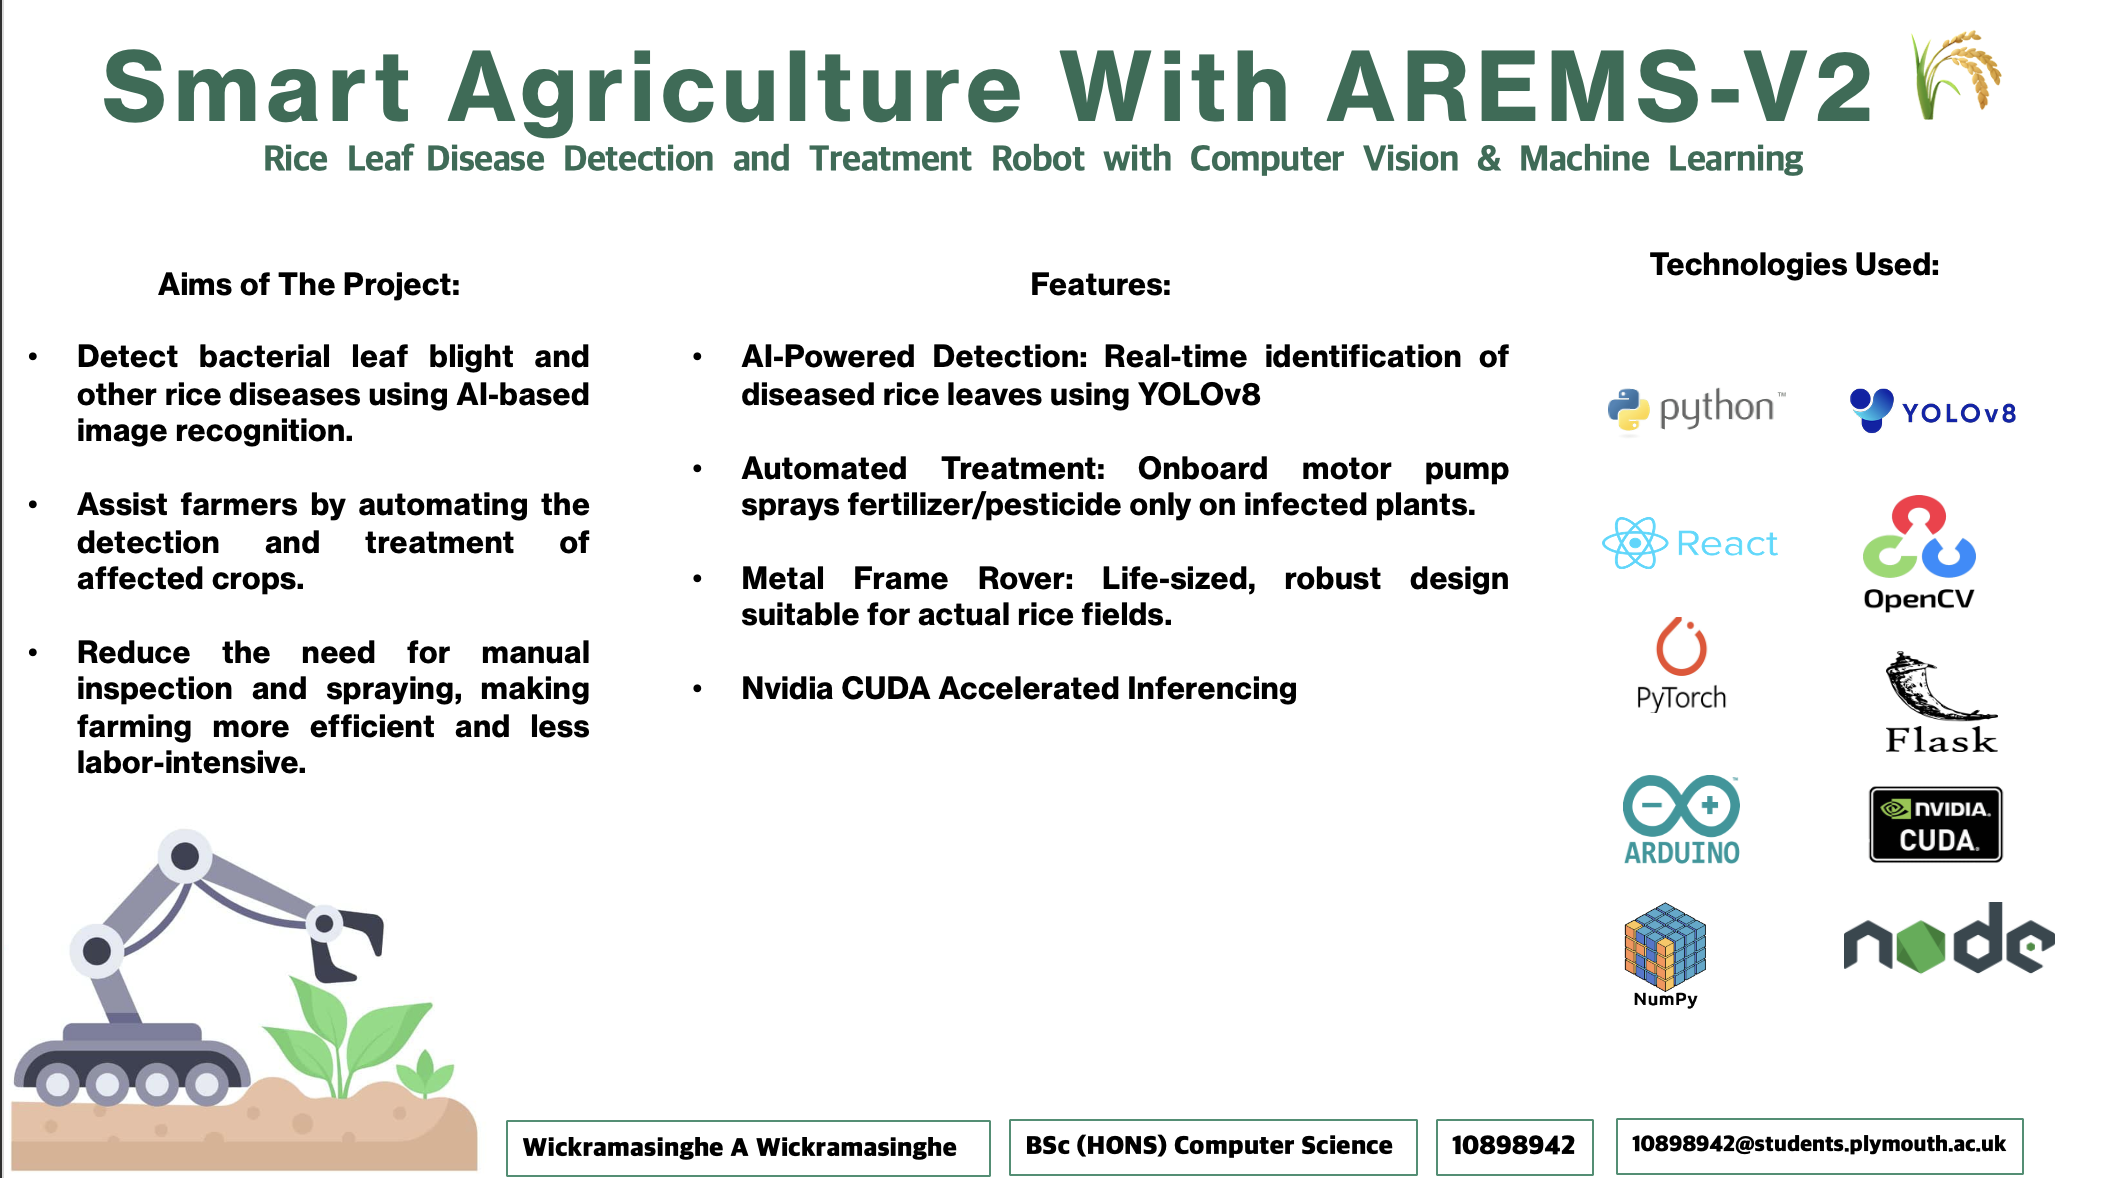 Smart Agriculture With AREMS-V2
Rice Leaf Disease Detection and Treatment Robot with Computer Vision & Machine Learning
Aims of The Project:
• Detect bacterial leaf blight and
other rice diseases using AI-based
image recognition.
• Assist farmers by automating the
detection and treatment of
affected crops.
• Reduce the need for manual
inspection and spraying, making
farming more efficient and less
labor-intensive.
Features:
• AI-Powered Detection: Real-time identification of
diseased rice leaves using YOLOv8
• Automated Treatment: Onboard motor pump
sprays fertilizer/pesticide only on infected plants.
• Metal Frame Rover: Life-sized, robust design
suitable for actual rice fields.
• Nvidia CUDA Accelerated Inferencing
Technologies Used:
python™
YOLOv8
React
OpenCV
PyTorch
Flask
ARDUINO™
NVIDIA.
CUDA.
NumPy
node
Wickramasinghe A Wickramasinghe
BSc (HONS) Computer Science
10898942
10898942@students.plymouth.ac.uk